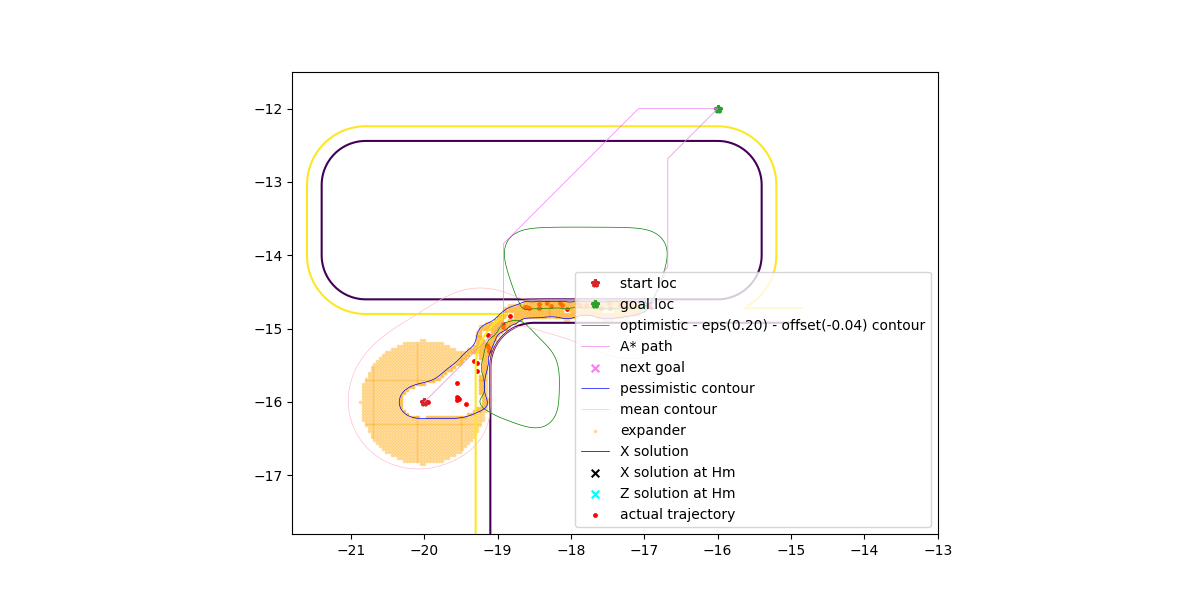 −12
−13
−14
−15
−16
−17
start loc
goal loc
optimistic - eps(0.20) - offset(-0.04) contour
A* path
next goal
pessimistic contour
mean contour
expander
X solution
X solution at Hm
Z solution at Hm
actual trajectory
−21 −20 −19 −18 −17 −16 −15 −14 −13